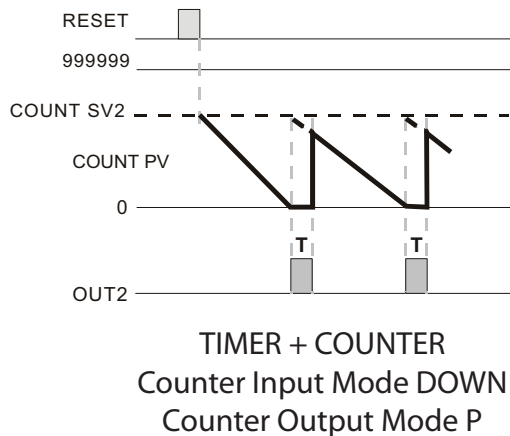 RESET
999999
COUNT SV2
COUNT PV
0
T T
OUT2
TIMER + COUNTER
Counter Input Mode DOWN
Counter Output Mode P